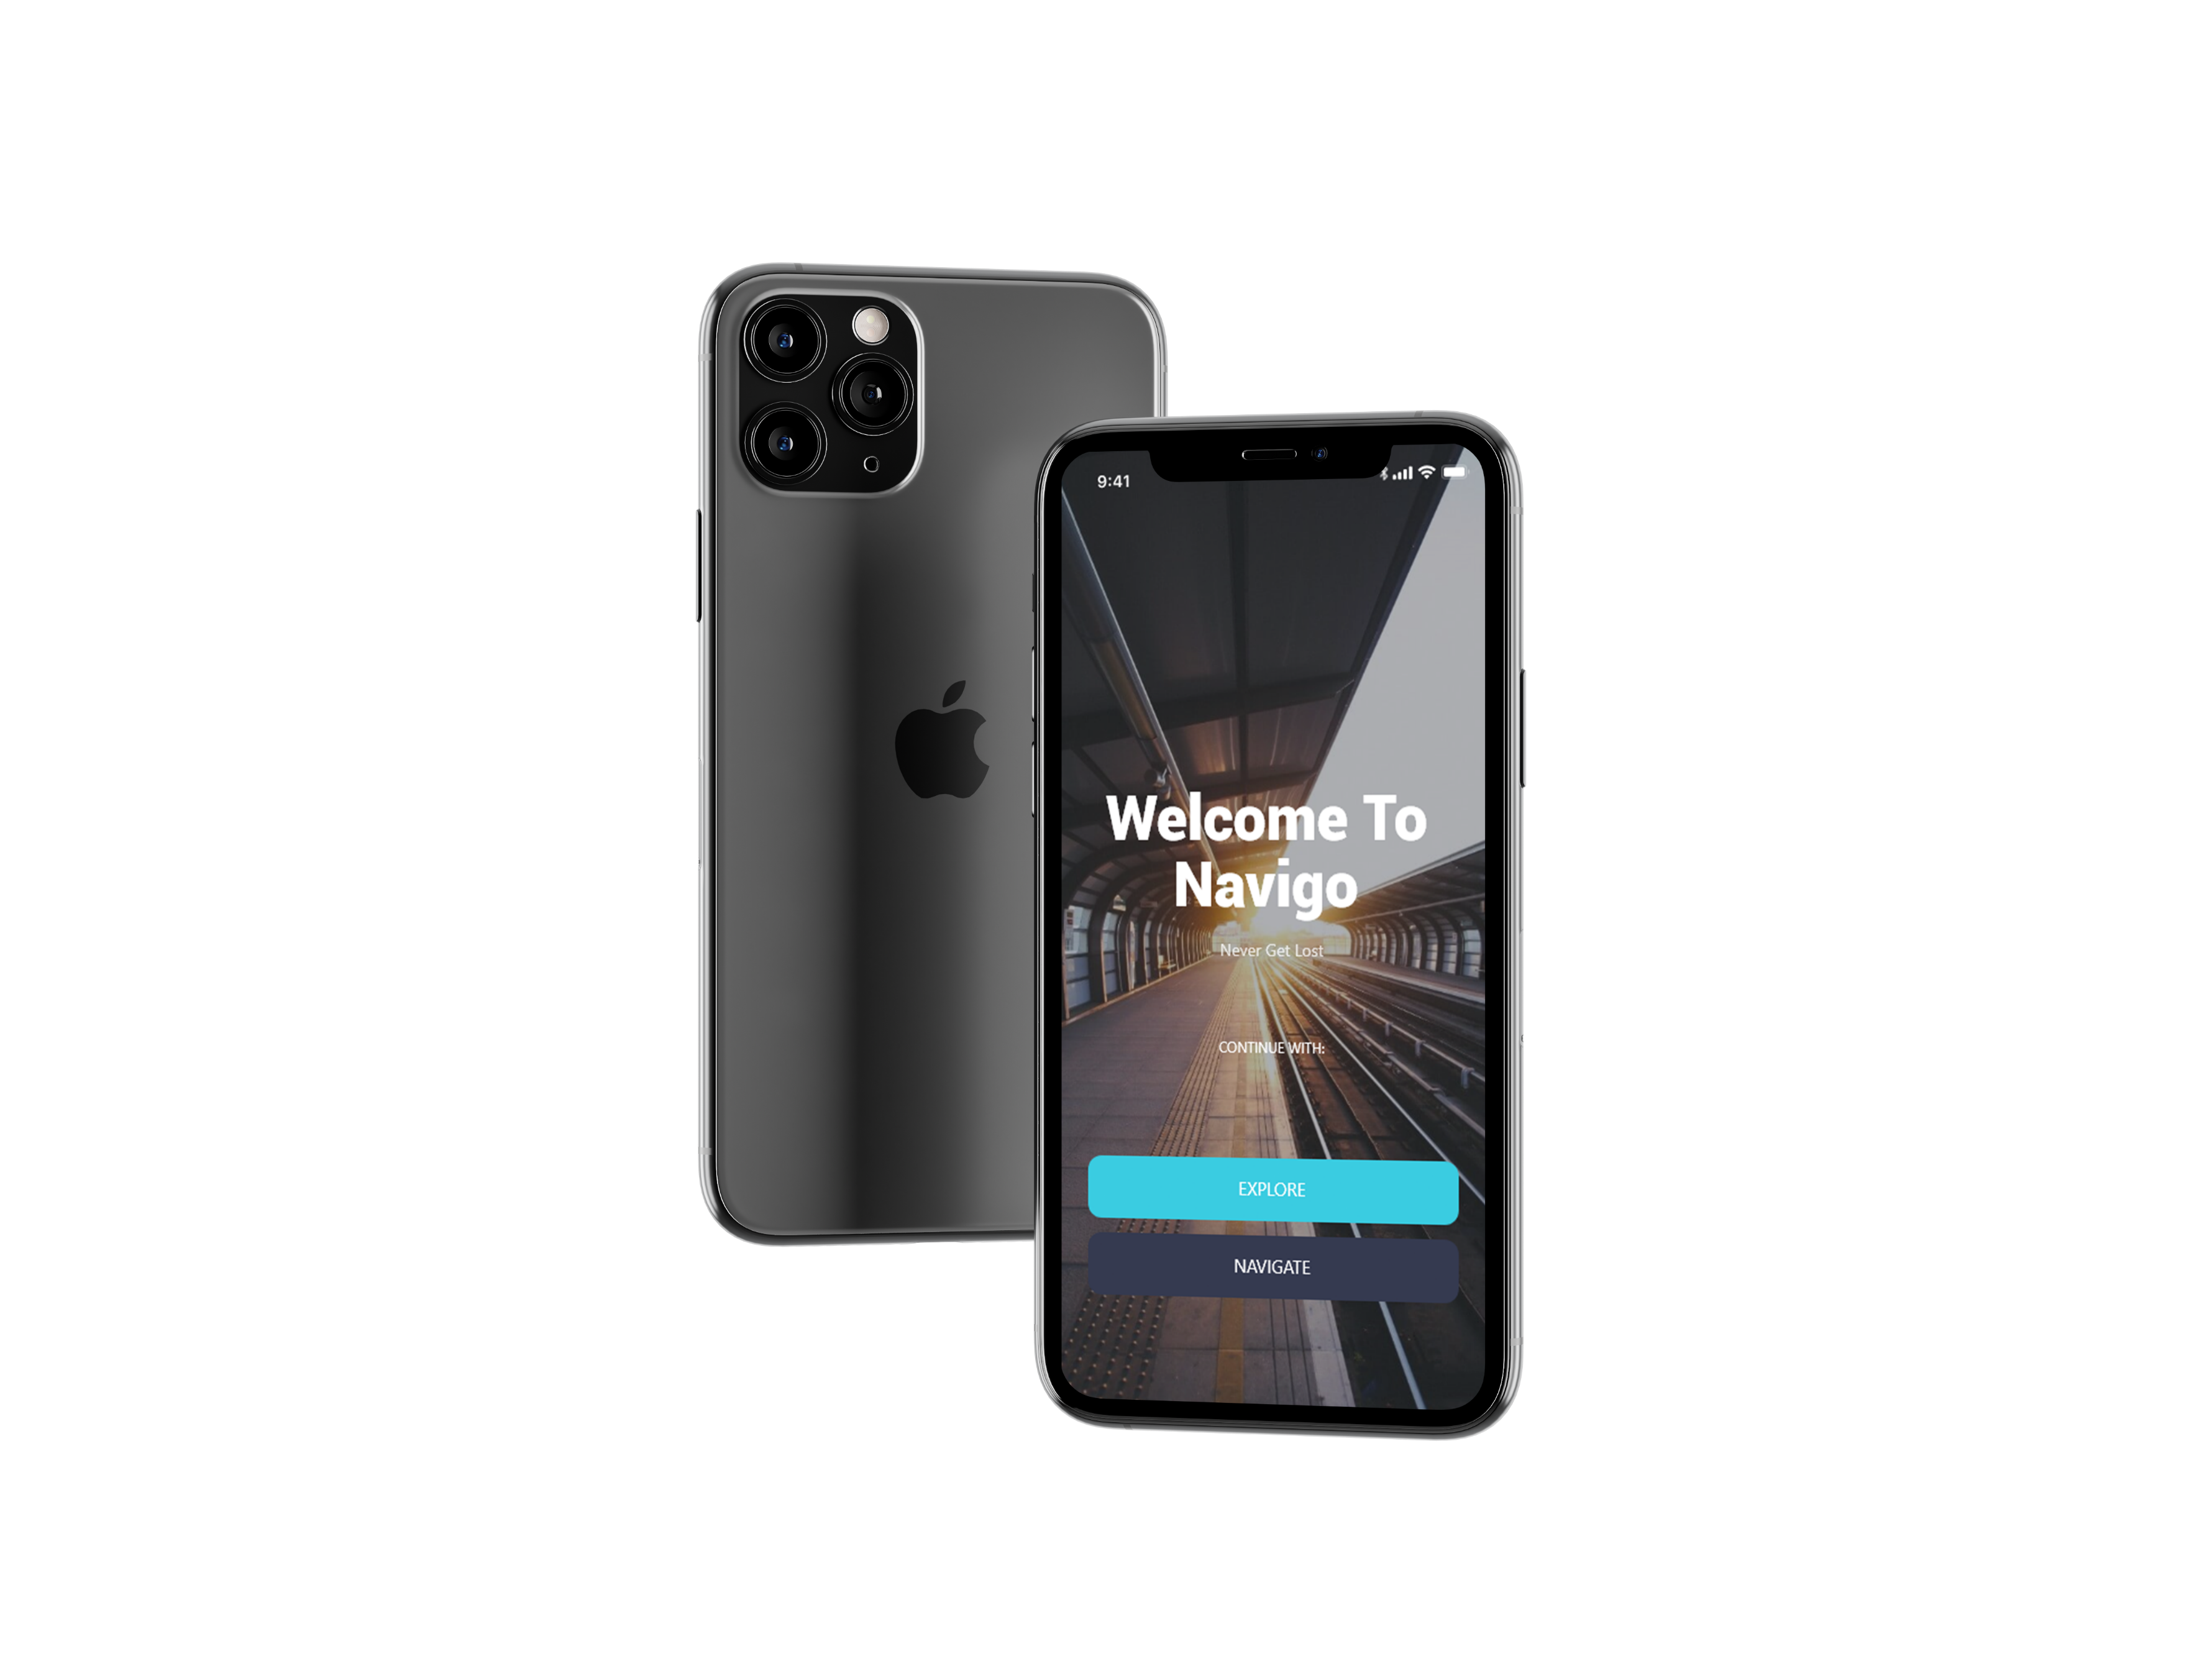 9:41
Welcome To
Navigo
Never Get Lost
CONTINUE WITH:
EXPLORE
NAVIGATE